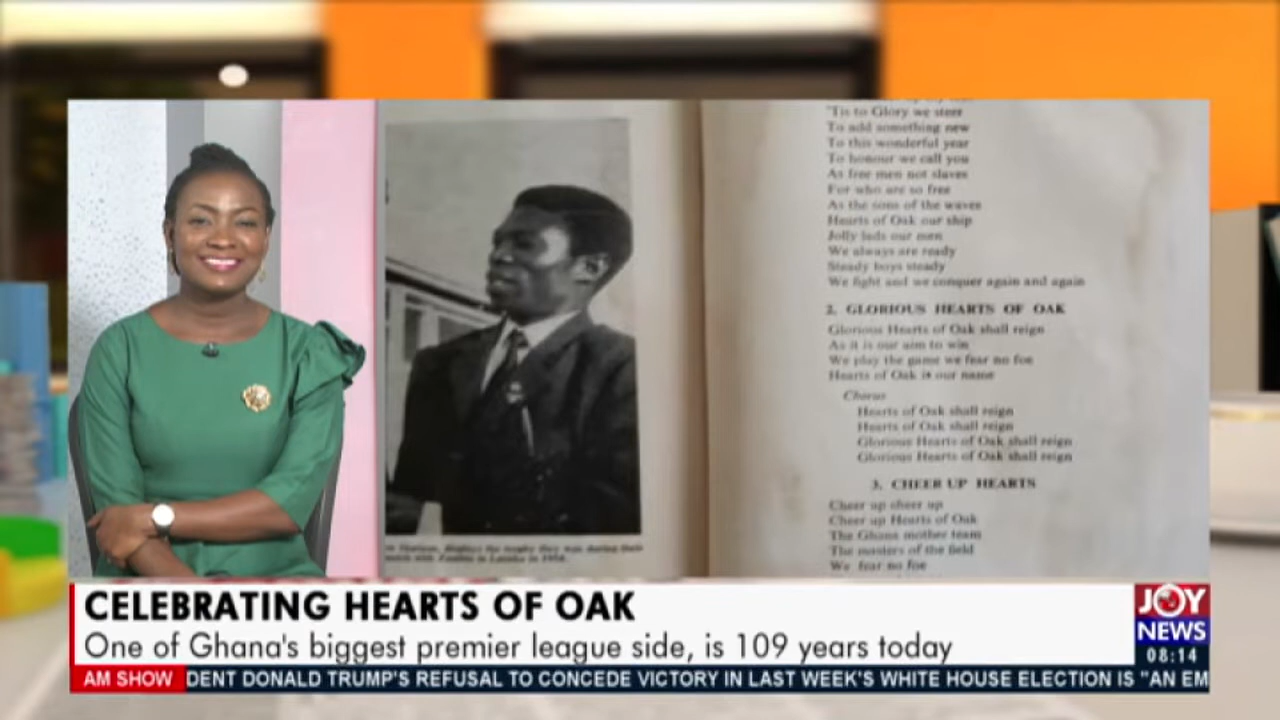 'Tis to Glory we steer
To add something new
To this wonderful year
To honour we call you
As free men not slaves
For who are so free
As the sons of the waves
Hearts of Oak our ship
Jolly lads our men
We always are ready
Steady boys steady
We fight and we conquer again and again
2. GLORIOUS HEARTS OF OAK
Glorious Hearts of Oak shall reign
As it is our aim to win
We play the game we fear no foe
Hearts of Oak is our name
Chorus
Hearts of Oak shall reign
Hearts of Oak shall reign
Glorious Hearts of Oak shall reign
Glorious Hearts of Oak shall reign
3. CHEER UP HEARTS
Cheer up cheer up
Cheer up Hearts of Oak
The Ghana mother team
The masters of the field
We fear no foe
displays the trophy they won during their
match with
CELEBRATING HEARTS OF OAK
One of Ghana's biggest premier league side, is 109 years today
JOY
NEWS
08:14
AM SHOW
DENT DONALD TRUMP'S REFUSAL TO CONCEDE VICTORY IN LAST WEEK'S WHITE HOUSE ELECTION IS "AN EM